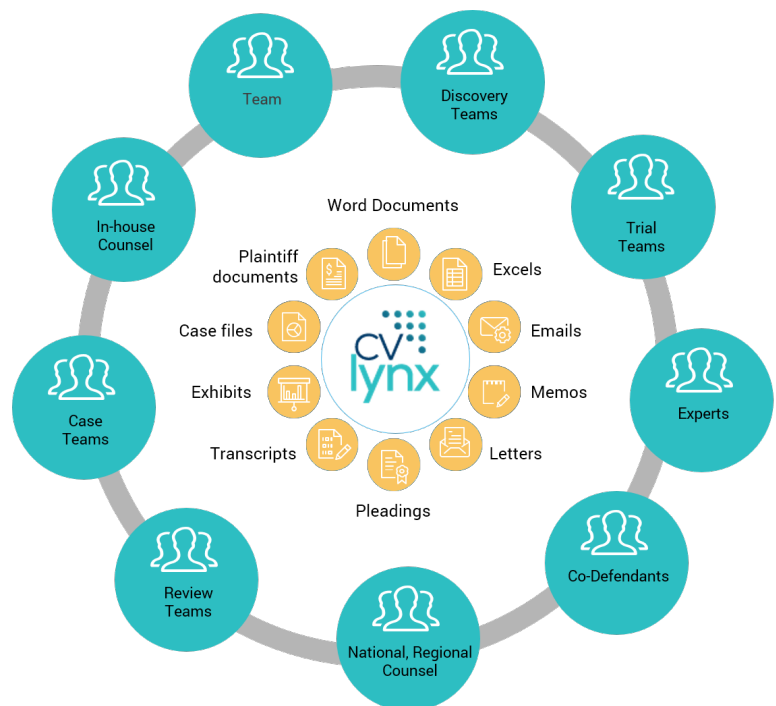 Team
Discovery
Teams
In-house
Counsel
Trial
Teams
Word Documents
Plaintiff
documents
Excels
Case files
Emails
CV
lynx
Exhibits
Memos
Case
Teams
Experts
Transcripts
Letters
Pleadings
Review
Teams
Co-Defendants
National, Regional
Counsel